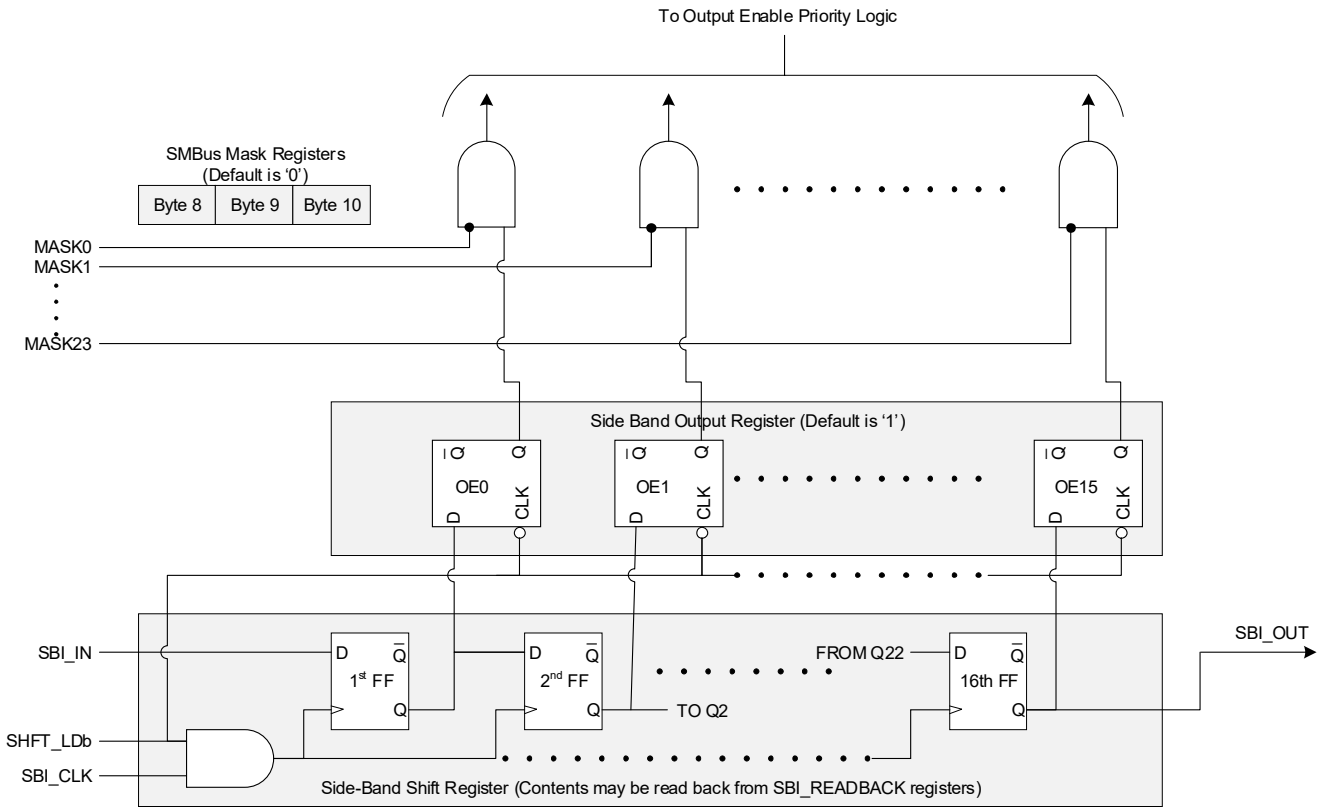 To Output Enable Priority Logic
SMBus Mask Registers
(Default is ‘0’)
Byte 8 Byte 9 Byte 10
MASK0
MASK1
MASK23
Side Band Output Register (Default is ‘1’)
Q Q Q Q Q Q
OE0 OE1 OE15
D CLK D CLK D CLK
SBI_IN
D Q
1st FF
Q
D Q
2nd FF
Q
TO Q2
FROM Q22
D Q
16th FF
Q
SBI_OUT
SHFT_LDb
SBI_CLK
Side-Band Shift Register (Contents may be read back from SBI_READBACK registers)